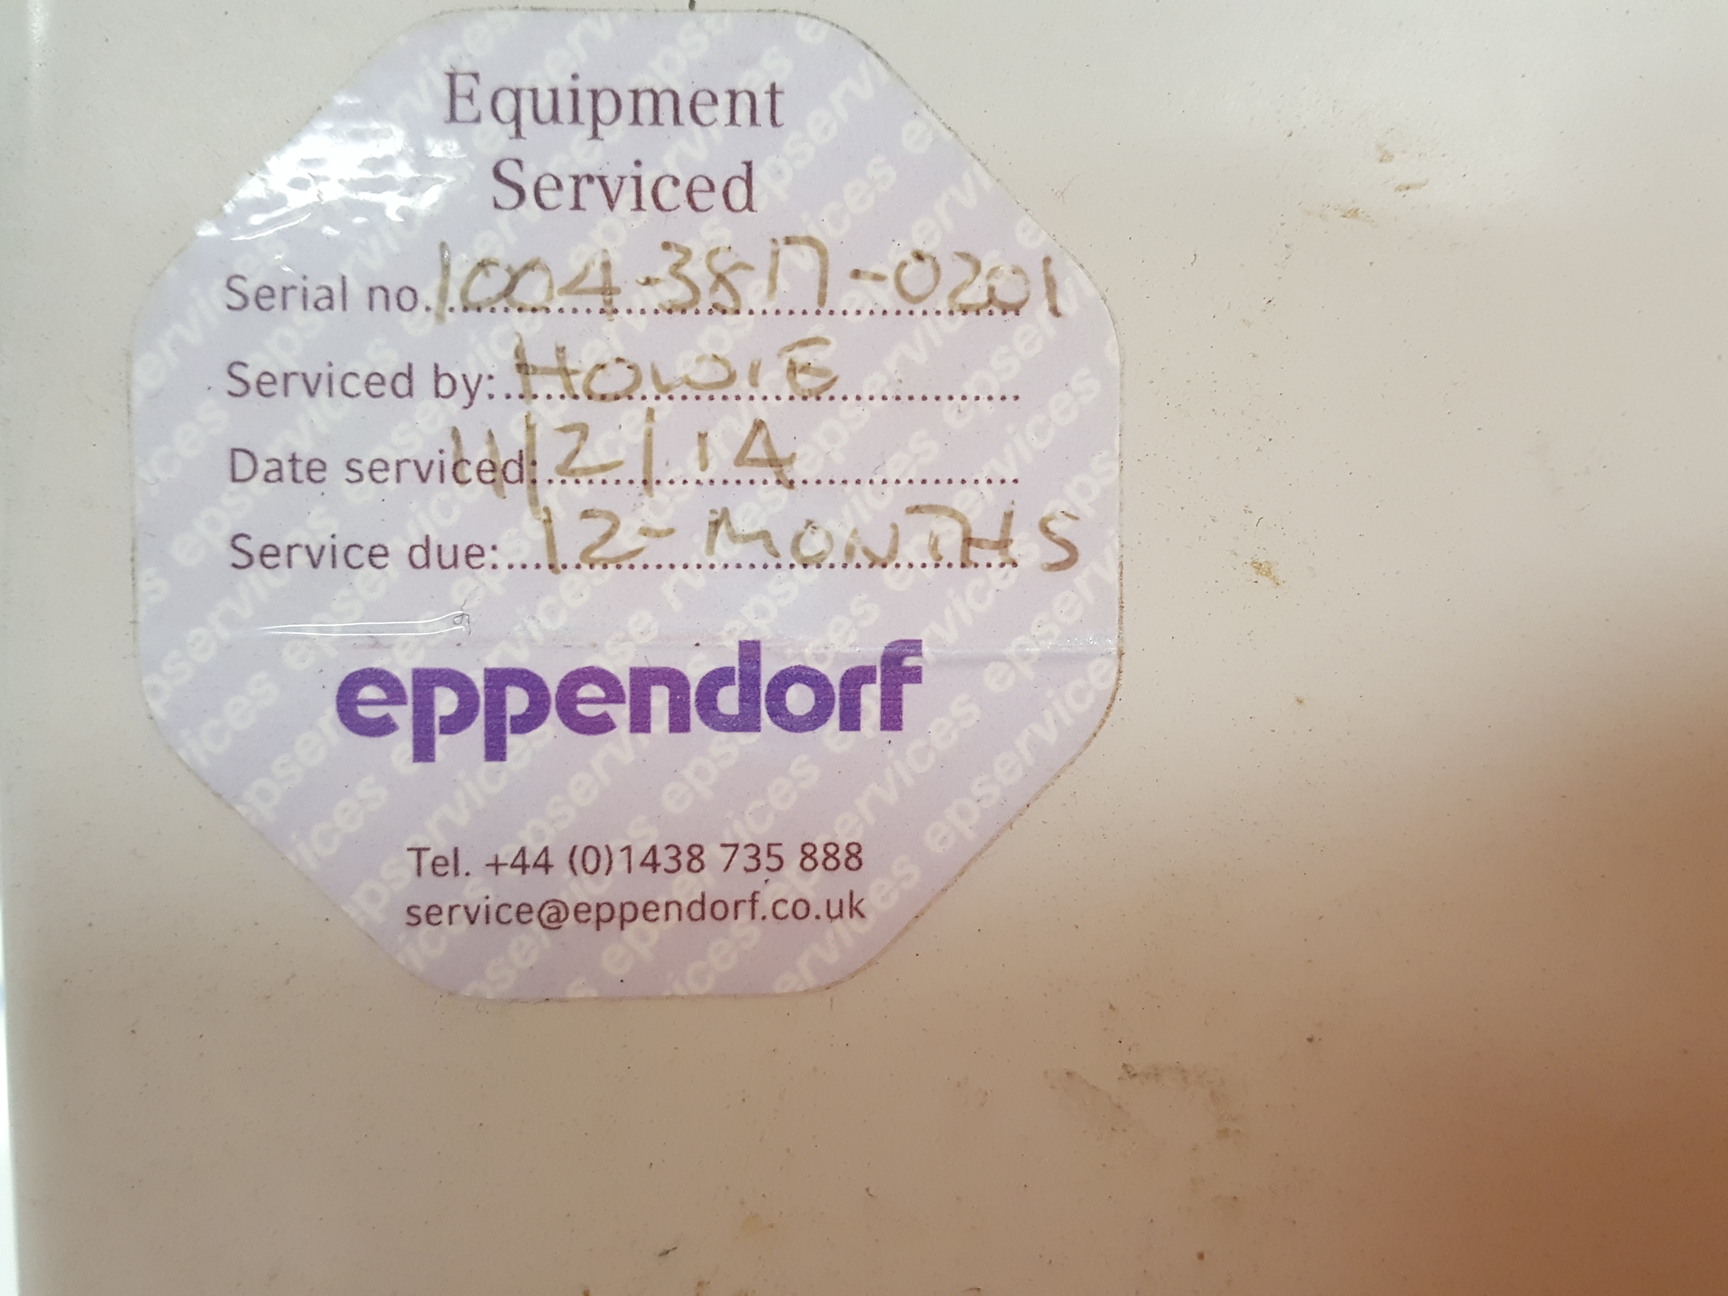 Equipment
Serviced
Serial no. 1004-3817-0201
Serviced by: HOWIE
Date serviced: 11/2/14
Service due: 12-MONTHS
eppendorf
Tel. +44 (0)1438 735 888
service@eppendorf.co.uk